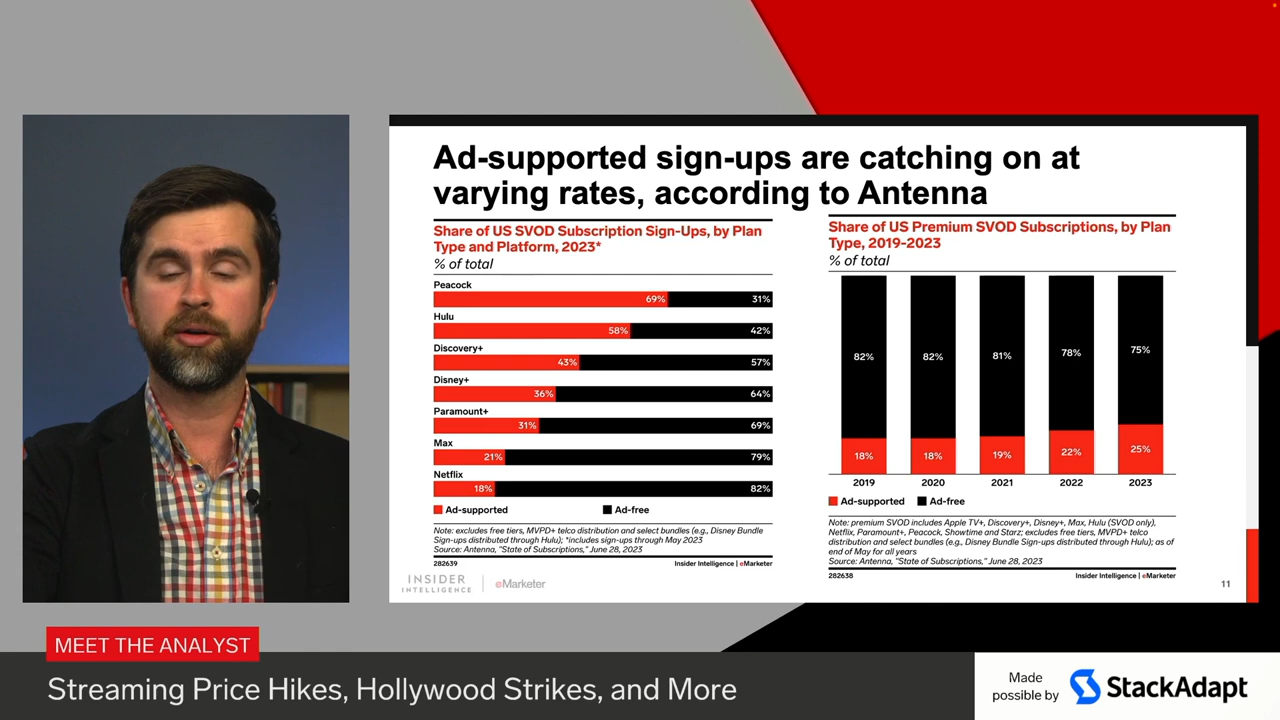 Ad-supported sign-ups are catching on at
varying rates, according to Antenna
Share of US SVOD Subscription Sign-Ups, by Plan
Type and Platform, 2023*
% of total
Peacock
69% 31%
Hulu
58% 42%
Discovery+
43% 57%
Disney+
36% 64%
Paramount+
31% 69%
Max
21% 79%
Netflix
18% 82%
Ad-supported Ad-free
Note: excludes free tiers, MVPD+ telco distribution and select bundles (e.g., Disney Bundle
Sign-ups distributed through Hulu); *includes sign-ups through May 2023
Source: Antenna, "State of Subscriptions," June 28, 2023
282639 Insider Intelligence | eMarketer
Share of US Premium SVOD Subscriptions, by Plan
Type, 2019-2023
% of total
82% 82% 81% 78% 75%
18% 18% 19% 22% 25%
2019 2020 2021 2022 2023
Ad-supported Ad-free
Note: premium SVOD includes Apple TV+, Discovery+, Disney+, Max, Hulu (SVOD only),
Netflix, Paramount+, Peacock, Showtime and Starz; excludes free tiers, MVPD+ telco
distribution and select bundles (e.g., Disney Bundle Sign-ups distributed through Hulu); as of
end of May for all years
Source: Antenna, "State of Subscriptions," June 28, 2023
282638 Insider Intelligence | eMarketer
INSIDER
INTELLIGENCE
eMarketer
11
MEET THE ANALYST
Streaming Price Hikes, Hollywood Strikes, and More
Made
possible by
StackAdapt